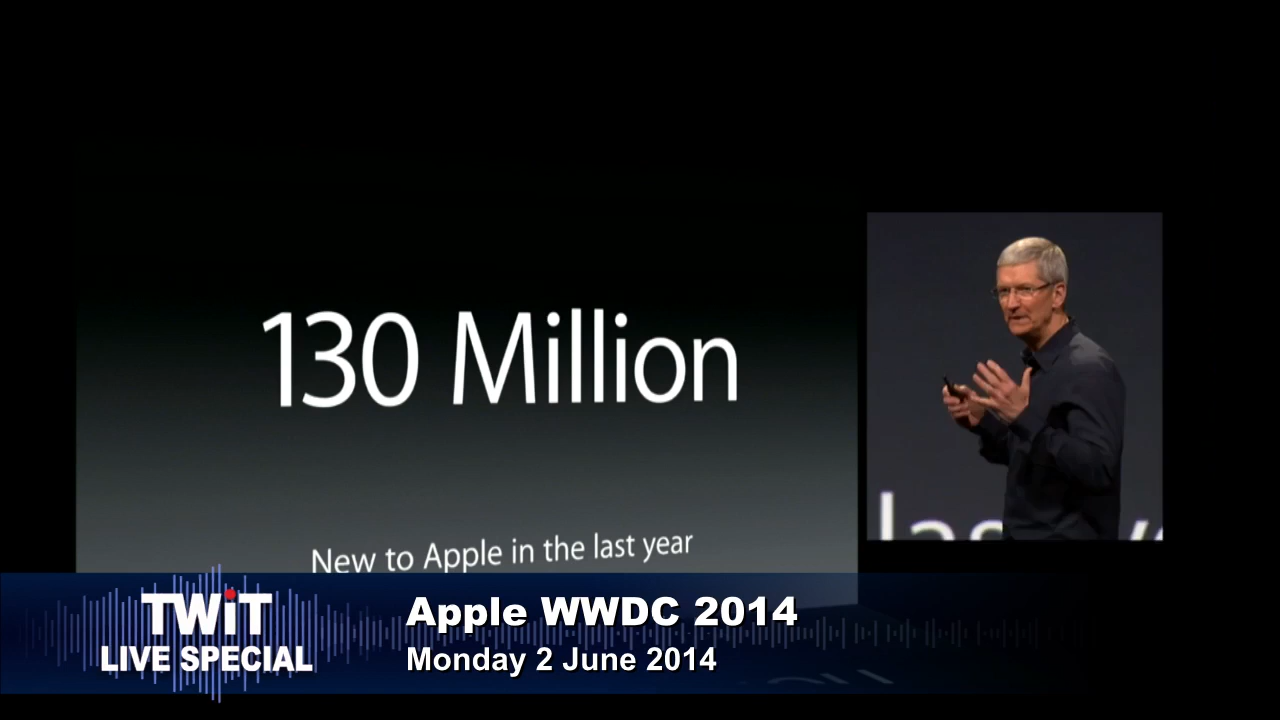 130 Million
New to Apple in the last year
TWiT
LIVE SPECIAL
Apple WWDC 2014
Monday 2 June 2014